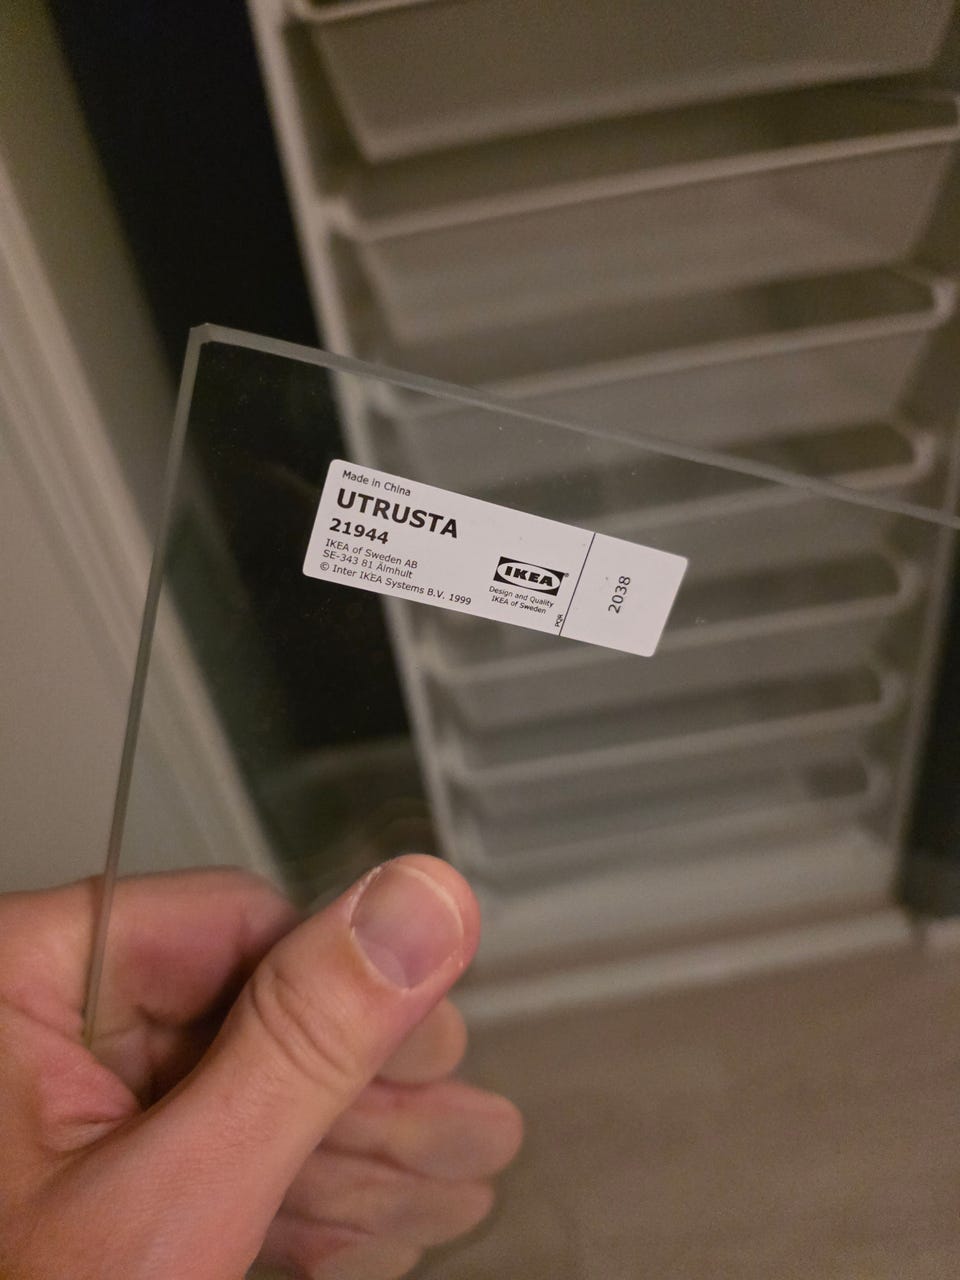 Made in China
UTRUSTA
21944
IKEA of Sweden AB
SE-343 81 Älmhult
© Inter IKEA Systems B.V. 1999
IKEA®
Design and Quality
IKEA of Sweden
PQR
2038